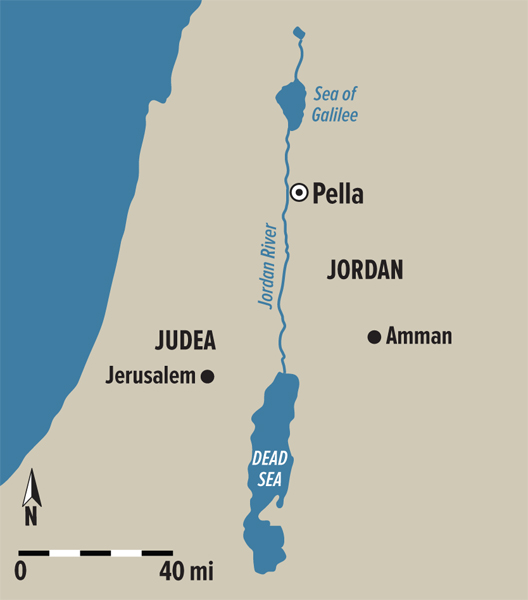 Sea of
Galilee
Pella
Jordan River
JORDAN
JUDEA
Amman
Jerusalem
DEAD
SEA
N
0 40 mi